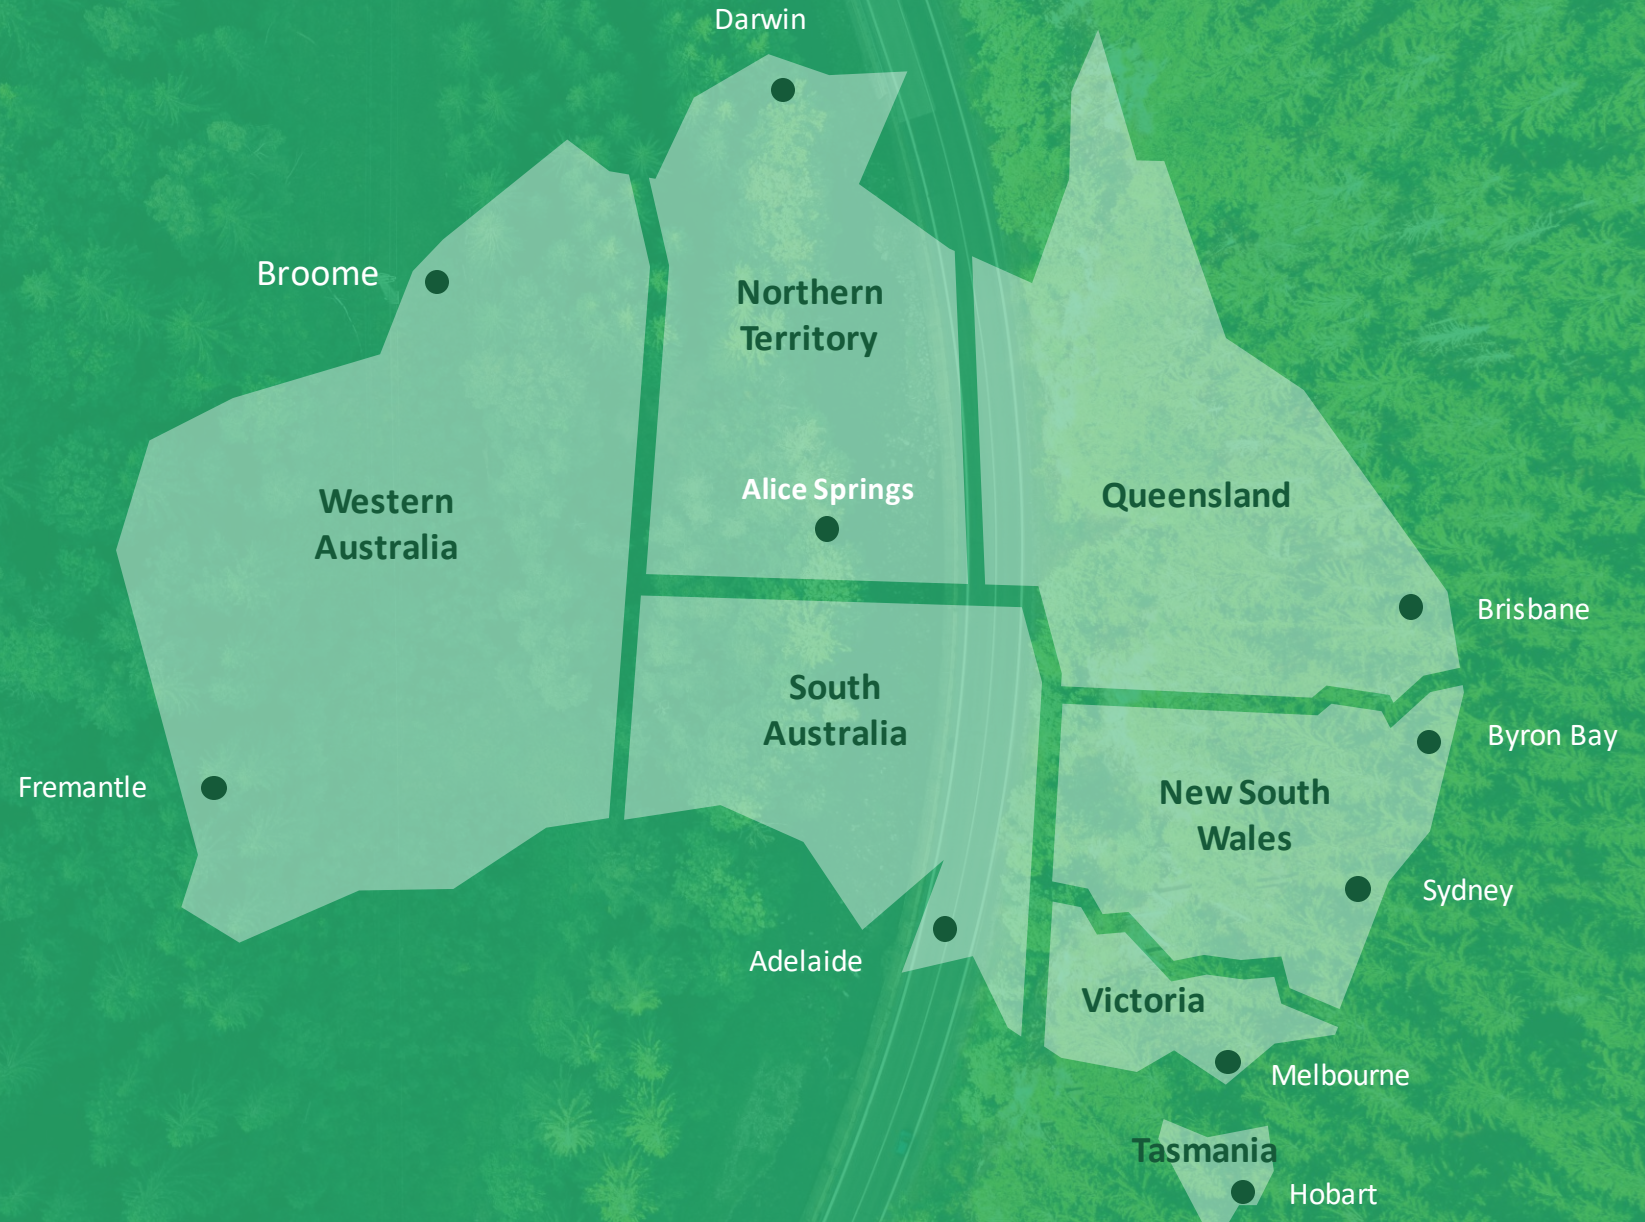 Darwin
Broome
Northern
Territory
Alice Springs
Western
Australia
Queensland
Brisbane
South
Australia
Byron Bay
Fremantle
New South
Wales
Sydney
Adelaide
Victoria
Melbourne
Tasmania
Hobart